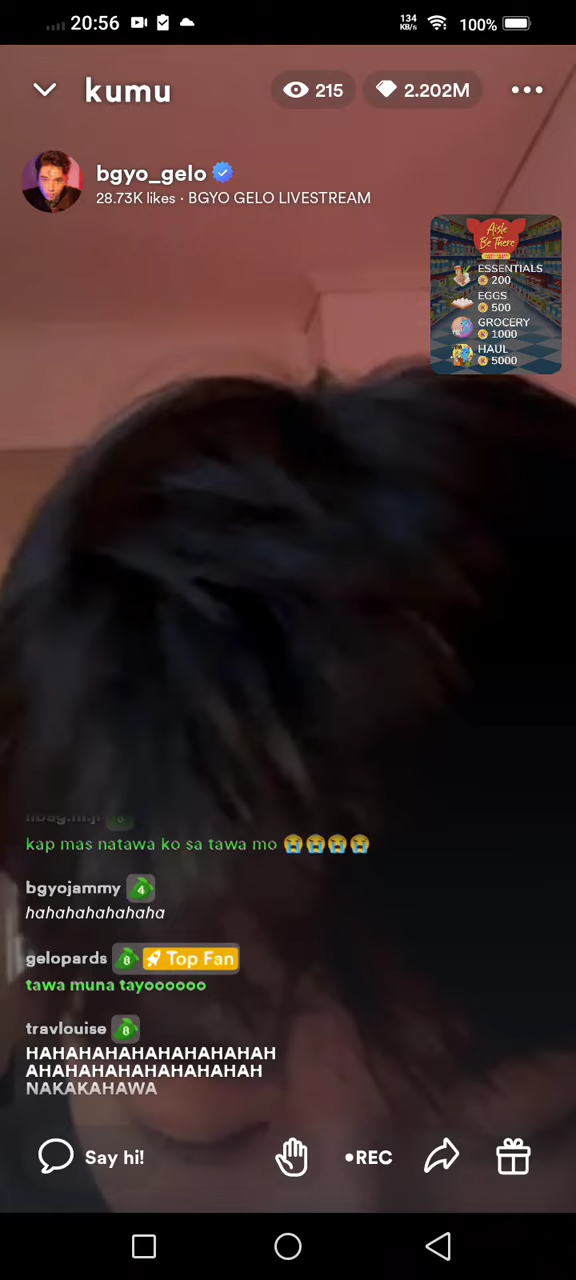 20:56
134
KB/s
100%
kumu
215
2.202M
bgyo_gelo
28.73K likes · BGYO GELO LIVESTREAM
Aisle
Be There
ESSENTIALS
200
EGGS
500
GROCERY
1000
HAUL
5000
kap mas natawa ko sa tawa mo 😭😭😭😭
bgyojammy 4
hahahahahahaha
gelopards 8 Top Fan
tawa muna tayoooooo
travlouise 8
HAHAHAHAHAHAHAHAHAH
AHAHAHAHAHAHAHAHAH
NAKAKAHAWA
Say hi!
•REC